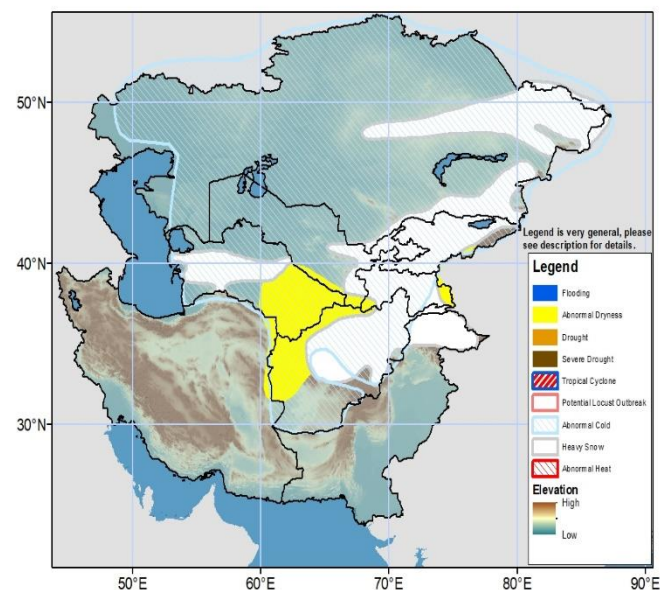 50°N
40°N
30°N
Legend is very general, please
see description for details.
Legend
Flooding
Abnormal Dryness
Drought
Severe Drought
Tropical Cyclone
Potential Locust Outbreak
Abnormal Cold
Heavy Snow
Abnormal Heat
Elevation
High
Low
50°E
60°E
70°E
80°E
90°E